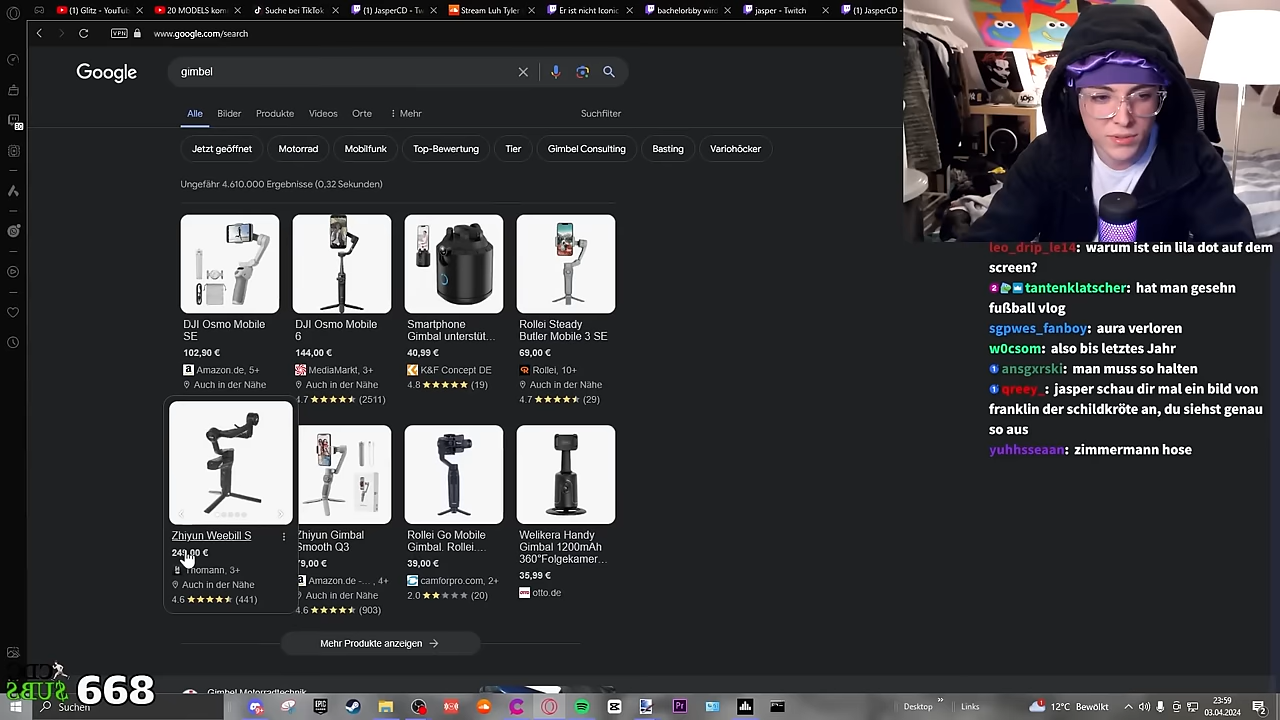 (1) Glitz - YouTub
20 MODELS kom
Suche bei TikTok
(1) JasperCD - Tw
Stream Luh Tyler
Er ist nicht Iconic
bachelorbby wird
jasper - Twitch
(1) JasperCD
VPN
www.google.com/search
Google
gimbel
Alle
Bilder
Produkte
Videos
Orte
Mehr
Suchfilter
Jetzt geöffnet
Motorrad
Mobilfunk
Top-Bewertung
Tier
Gimbel Consulting
Basting
Variohöcker
Ungefähr 4.610.000 Ergebnisse (0,32 Sekunden)
DJI Osmo Mobile
SE
102,90 €
Amazon.de, 5+
Auch in der Nähe
DJI Osmo Mobile
6
144,00 €
MediaMarkt, 3+
Auch in der Nähe
4.7 (2511)
Smartphone
Gimbal unterstüt...
40,99 €
K&F Concept DE
4.8 (19)
Rollei Steady
Butler Mobile 3 SE
69,00 €
Rollei, 10+
Auch in der Nähe
4.7 (29)
Zhiyun Weebill S
249,00 €
Thomann, 3+
Auch in der Nähe
4.6 (441)
Zhiyun Gimbal
Smooth Q3
79,00 €
Amazon.de -... , 4+
Auch in der Nähe
4.6 (903)
Rollei Go Mobile
Gimbal. Rollei....
39,00 €
camforpro.com, 2+
2.0 (20)
Welikera Handy
Gimbal 1200mAh
360°Folgekamer...
35,99 €
otto.de
Mehr Produkte anzeigen
Gimbel Motorradtechnik
leo_drip_le14: warum ist ein lila dot auf dem
screen?
tantenklatscher: hat man gesehn
fußball vlog
sgpwes_fanboy: aura verloren
w0csom: also bis letztes Jahr
ansgxrski: man muss so halten
qreey_: jasper schau dir mal ein bild von
franklin der schildkröte an, du siehst genau
so aus
yuhhsseaan: zimmermann hose
SUBS 668
Suchen
Desktop
Links
12°C Bewölkt
23:59
03.04.2024